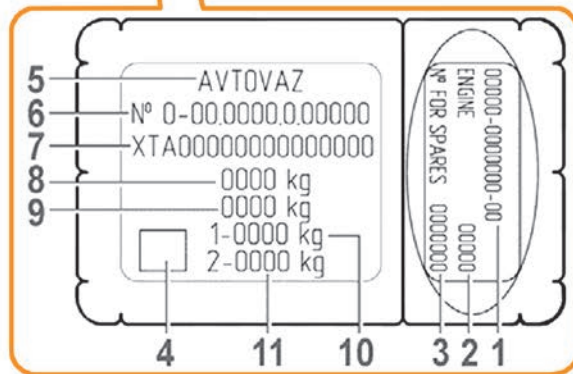 5 AVTOVAZ
6 Nº 0-00.0000.0.00000
7 XTA00000000000000
8 0000 kg
9 0000 kg
1-0000 kg
2-0000 kg
00000-0000000-00
ENGINE 00000
Nº FOR SPARES 0000000
4 11 10 3 2 1